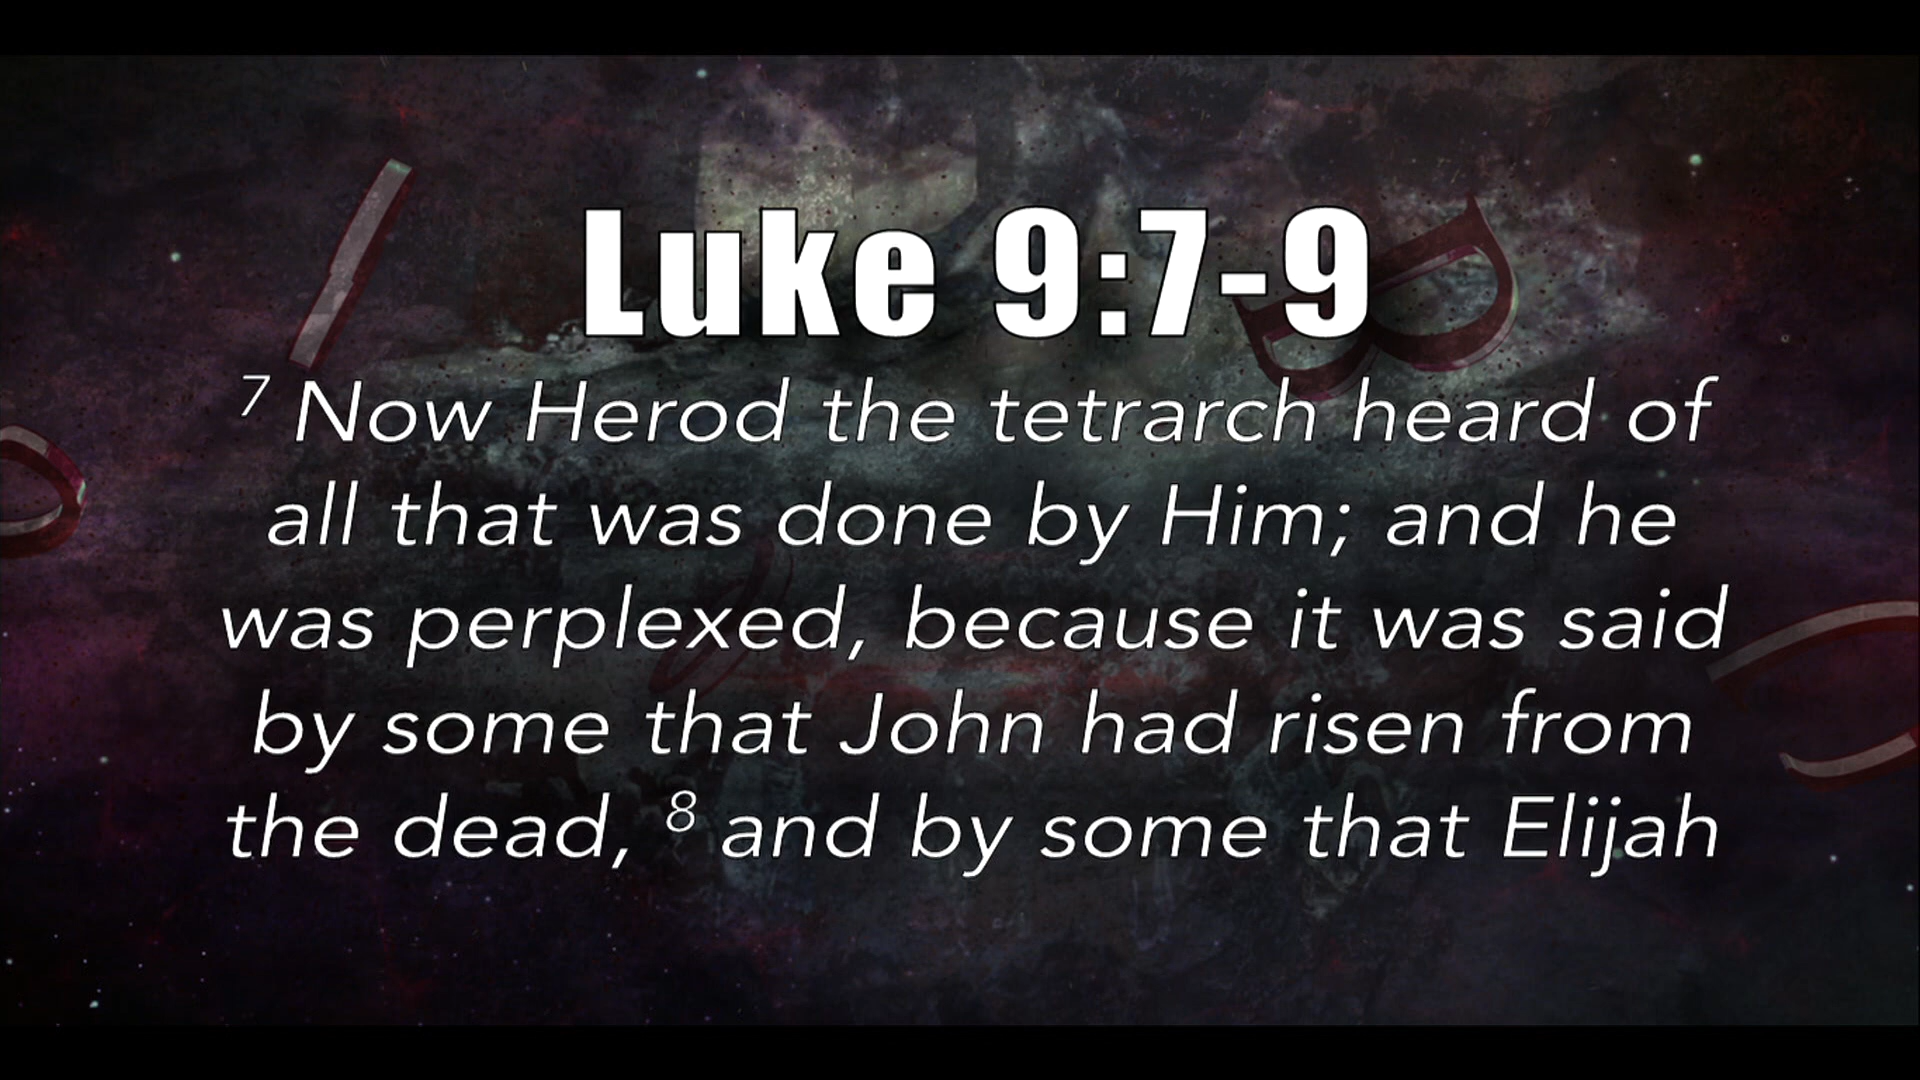 Luke 9:7-9
7 Now Herod the tetrarch heard of
all that was done by Him; and he
was perplexed, because it was said
by some that John had risen from
the dead, 8 and by some that Elijah